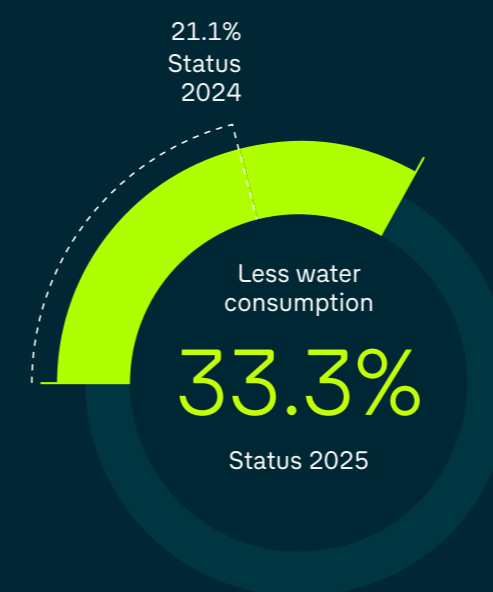 21.1%
Status
2024
Less water
consumption
33.3%
Status 2025